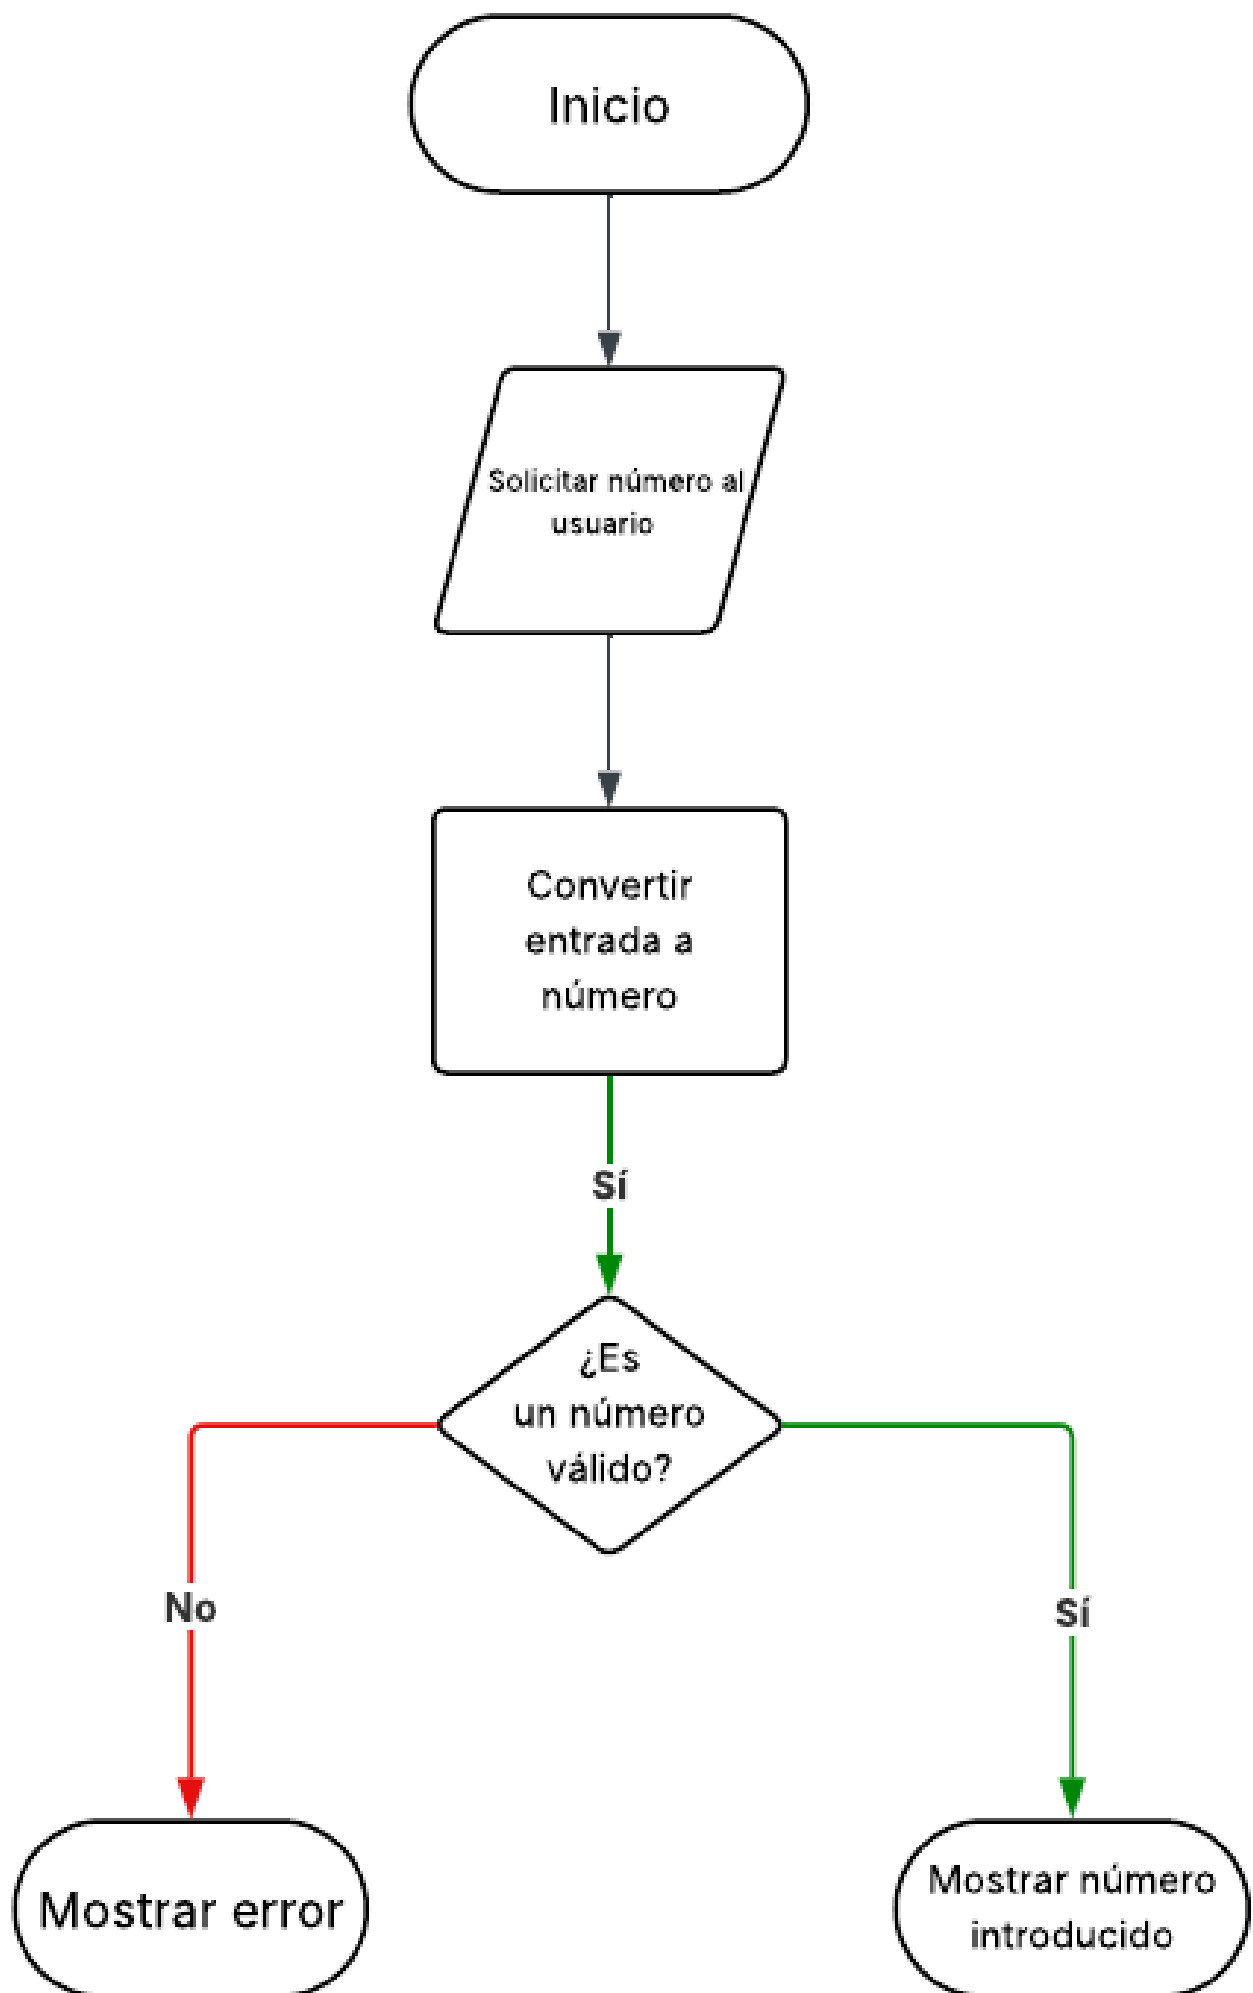 Inicio
Solicitar número al
usuario
Convertir
entrada a
número
Sí
¿Es
un número
válido?
No
Sí
Mostrar error
Mostrar número
introducido